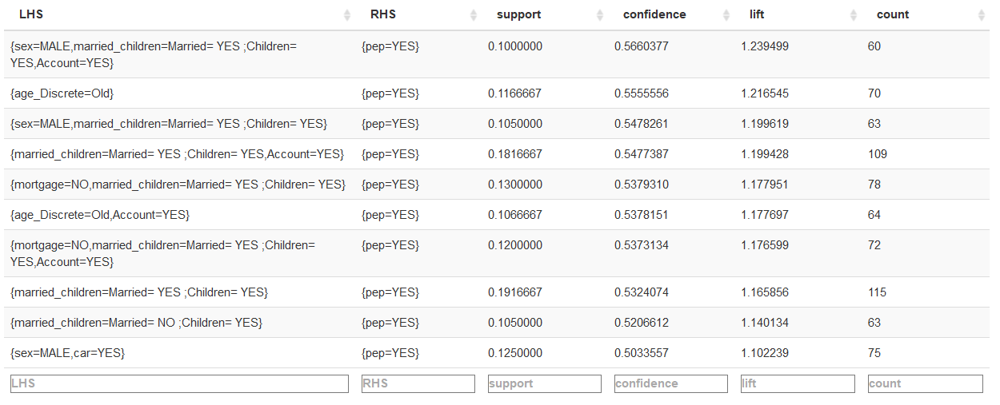 LHS RHS support confidence lift count
{sex=MALE,married_children=Married= YES ;Children= {pep=YES} 0.1000000 0.5660377 1.239499 60
YES,Account=YES}
{age_Discrete=Old} {pep=YES} 0.1166667 0.5555556 1.216545 70
{sex=MALE,married_children=Married= YES ;Children= YES} {pep=YES} 0.1050000 0.5478261 1.199619 63
{married_children=Married= YES ;Children= YES,Account=YES} {pep=YES} 0.1816667 0.5477387 1.199428 109
{mortgage=NO,married_children=Married= YES ;Children= YES} {pep=YES} 0.1300000 0.5379310 1.177951 78
{age_Discrete=Old,Account=YES} {pep=YES} 0.1066667 0.5378151 1.177697 64
{mortgage=NO,married_children=Married= YES ;Children= {pep=YES} 0.1200000 0.5373134 1.176599 72
YES,Account=YES}
{married_children=Married= YES ;Children= YES} {pep=YES} 0.1916667 0.5324074 1.165856 115
{married_children=Married= NO ;Children= YES} {pep=YES} 0.1050000 0.5206612 1.140134 63
{sex=MALE,car=YES} {pep=YES} 0.1250000 0.5033557 1.102239 75
LHS RHS support confidence lift count